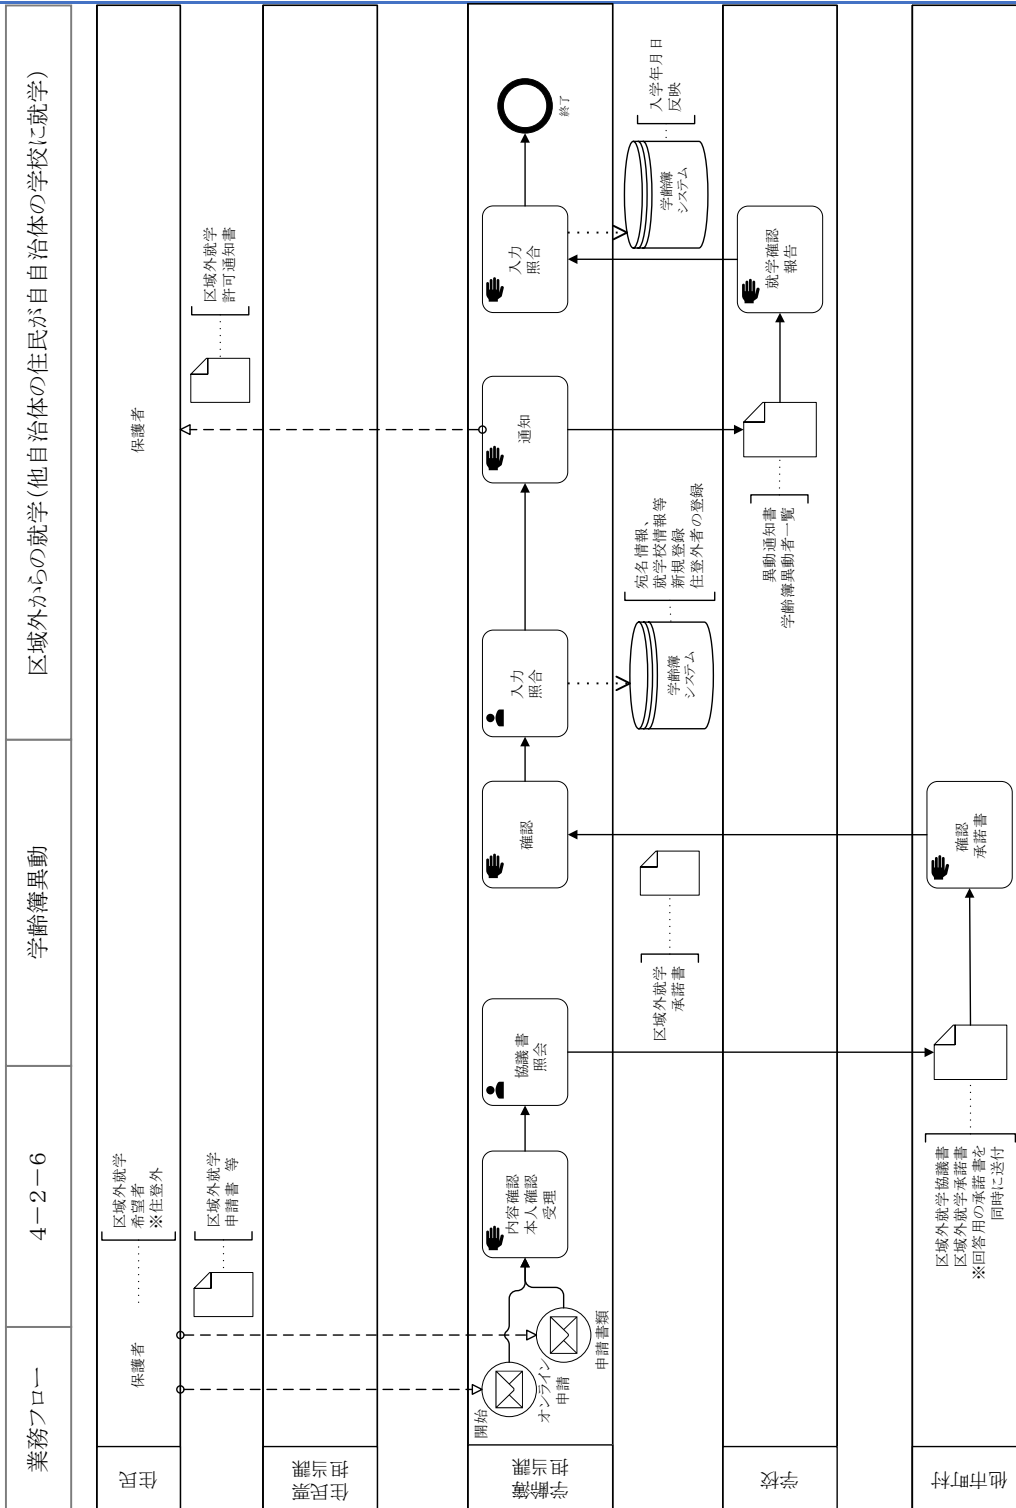 業務フロー
4－2－6
学齢簿異動
区域外からの就学(他自治体の住民が自自治体の学校に就学)
住民
保護者
区域外就学
希望者
※住登外
保護者
区域外就学
申請書 等
区域外就学
許可通知書
住民票
担当課
学齢簿
担当課
開始
オンライン
申請
申請書類
内容確認
本人確認
受理
協議書
照会
確認
入力
照合
通知
入力
照合
終了
区域外就学
承諾書
学齢簿
システム
宛名情報、
就学校情報等
新規登録
住登外者の登録
学齢簿
システム
入学年月日
反映
学校
異動通知書
学齢簿異動者一覧
就学確認
報告
他市町村
区域外就学協議書
区域外就学承諾書
※回答用の承諾書を
同時に送付
確認
承諾書